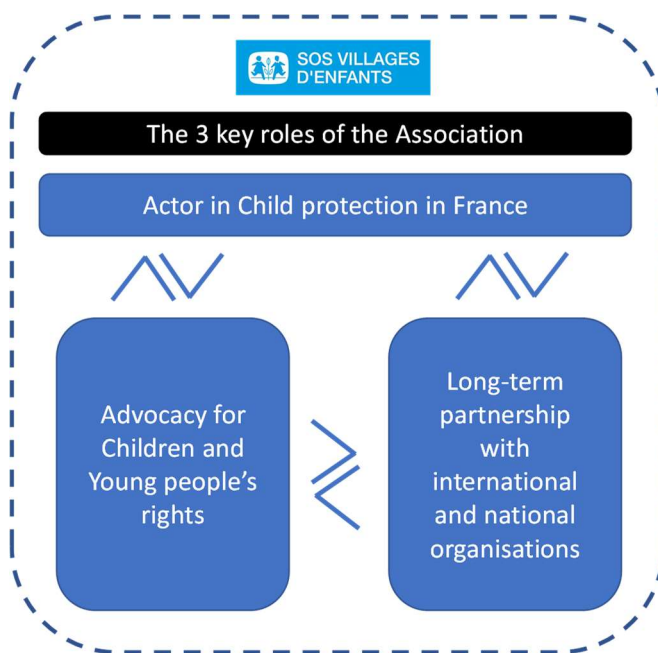 SOS VILLAGES
D'ENFANTS
The 3 key roles of the Association
Actor in Child protection in France
Advocacy for
Children and
Young people’s
rights
Long-term
partnership
with
international
and national
organisations